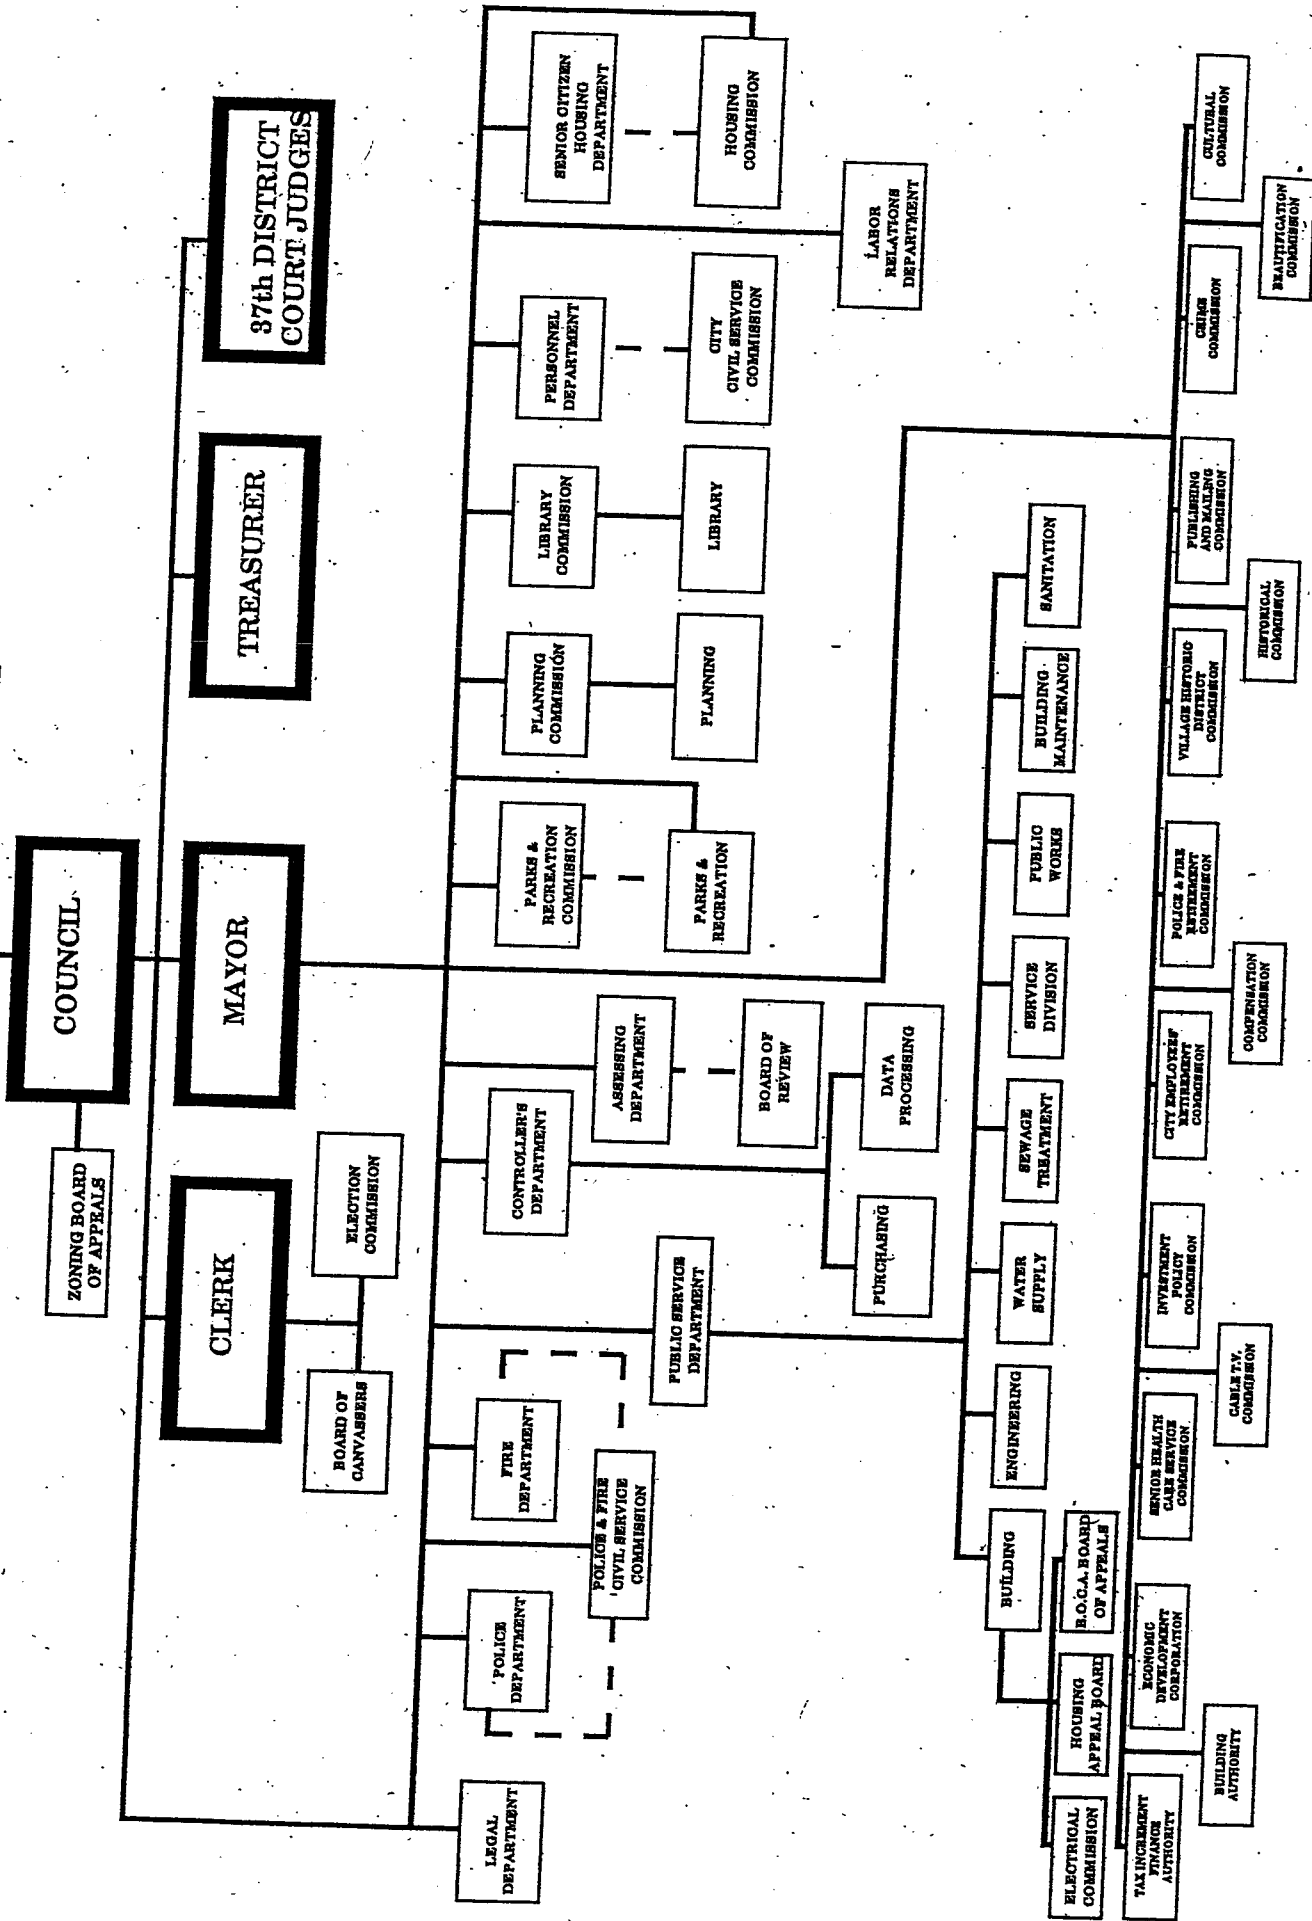 COUNCIL
ZONING BOARD
OF APPEALS
CLERK
MAYOR
TREASURER
37th DISTRICT
COURT JUDGES
BOARD OF
CANVASSERS
ELECTION
COMMISSION
LEGAL
DEPARTMENT
POLICE
DEPARTMENT
POLICE & FIRE
CIVIL SERVICE
COMMISSION
FIRE
DEPARTMENT
PUBLIC SERVICE
DEPARTMENT
CONTROLLER'S
DEPARTMENT
PURCHASING
DATA
PROCESSING
ASSESSING
DEPARTMENT
BOARD OF
REVIEW
PARKS &
RECREATION
COMMISSION
PARKS &
RECREATION
PLANNING
COMMISSION
PLANNING
LIBRARY
COMMISSION
LIBRARY
PERSONNEL
DEPARTMENT
CITY
CIVIL SERVICE
COMMISSION
LABOR
RELATIONS
DEPARTMENT
SENIOR CITIZEN
HOUSING
DEPARTMENT
HOUSING
COMMISSION
BUILDING
ENGINEERING
WATER
SUPPLY
SEWAGE
TREATMENT
SERVICE
DIVISION
PUBLIC
WORKS
BUILDING
MAINTENANCE
SANITATION
ELECTRICAL
COMMISSION
HOUSING
APPEAL BOARD
B.O.C.A. BOARD
OF APPEALS
TAX INCREMENT
FINANCE
AUTHORITY
BUILDING
AUTHORITY
ECONOMIC
DEVELOPMENT
CORPORATION
SENIOR HEALTH
CARE SERVICE
COMMISSION
CABLE T.V.
COMMISSION
INVESTMENT
POLICY
COMMISSION
CITY EMPLOYEES'
RETIREMENT
COMMISSION
COMPENSATION
COMMISSION
POLICE & FIRE
RETIREMENT
COMMISSION
VILLAGE HISTORIC
DISTRICT
COMMISSION
HISTORICAL
COMMISSION
PUBLISHING
AND MAILING
COMMISSION
CRIME
COMMISSION
BEAUTIFICATION
COMMISSION
CULTURAL
COMMISSION